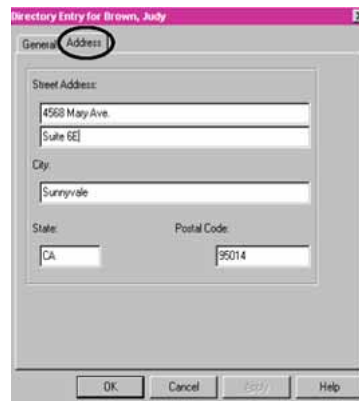 Directory Entry for Brown, Judy
General Address
Street Address:
4568 Mary Ave.
Suite 6E
City:
Sunnyvale
State: Postal Code:
CA 95014
OK Cancel Apply Help